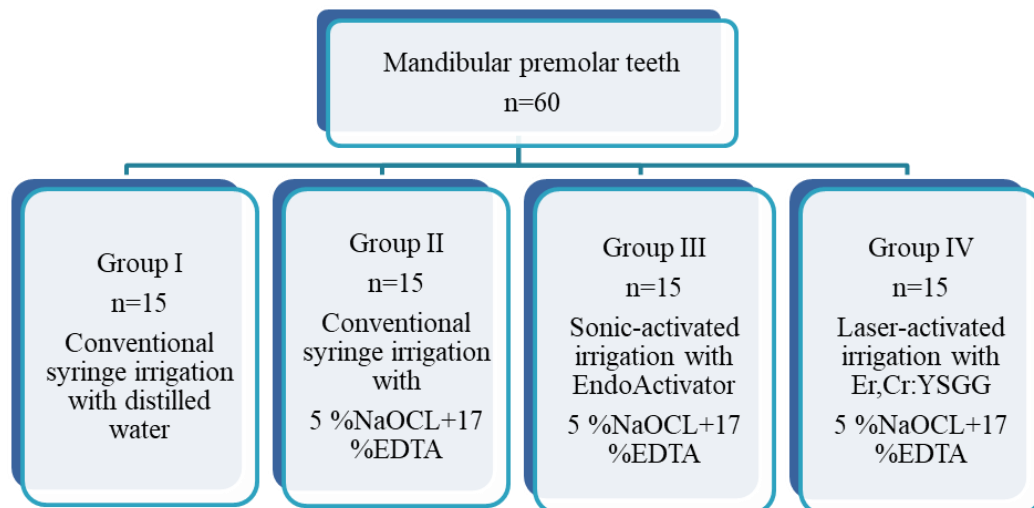 Mandibular premolar teeth
n=60
Group I
n=15
Conventional
syringe irrigation
with distilled
water
Group II
n=15
Conventional
syringe irrigation
with
5 %NaOCL+17
%EDTA
Group III
n=15
Sonic-activated
irrigation with
EndoActivator
5 %NaOCL+17
%EDTA
Group IV
n=15
Laser-activated
irrigation with
Er,Cr:YSGG
5 %NaOCL+17
%EDTA